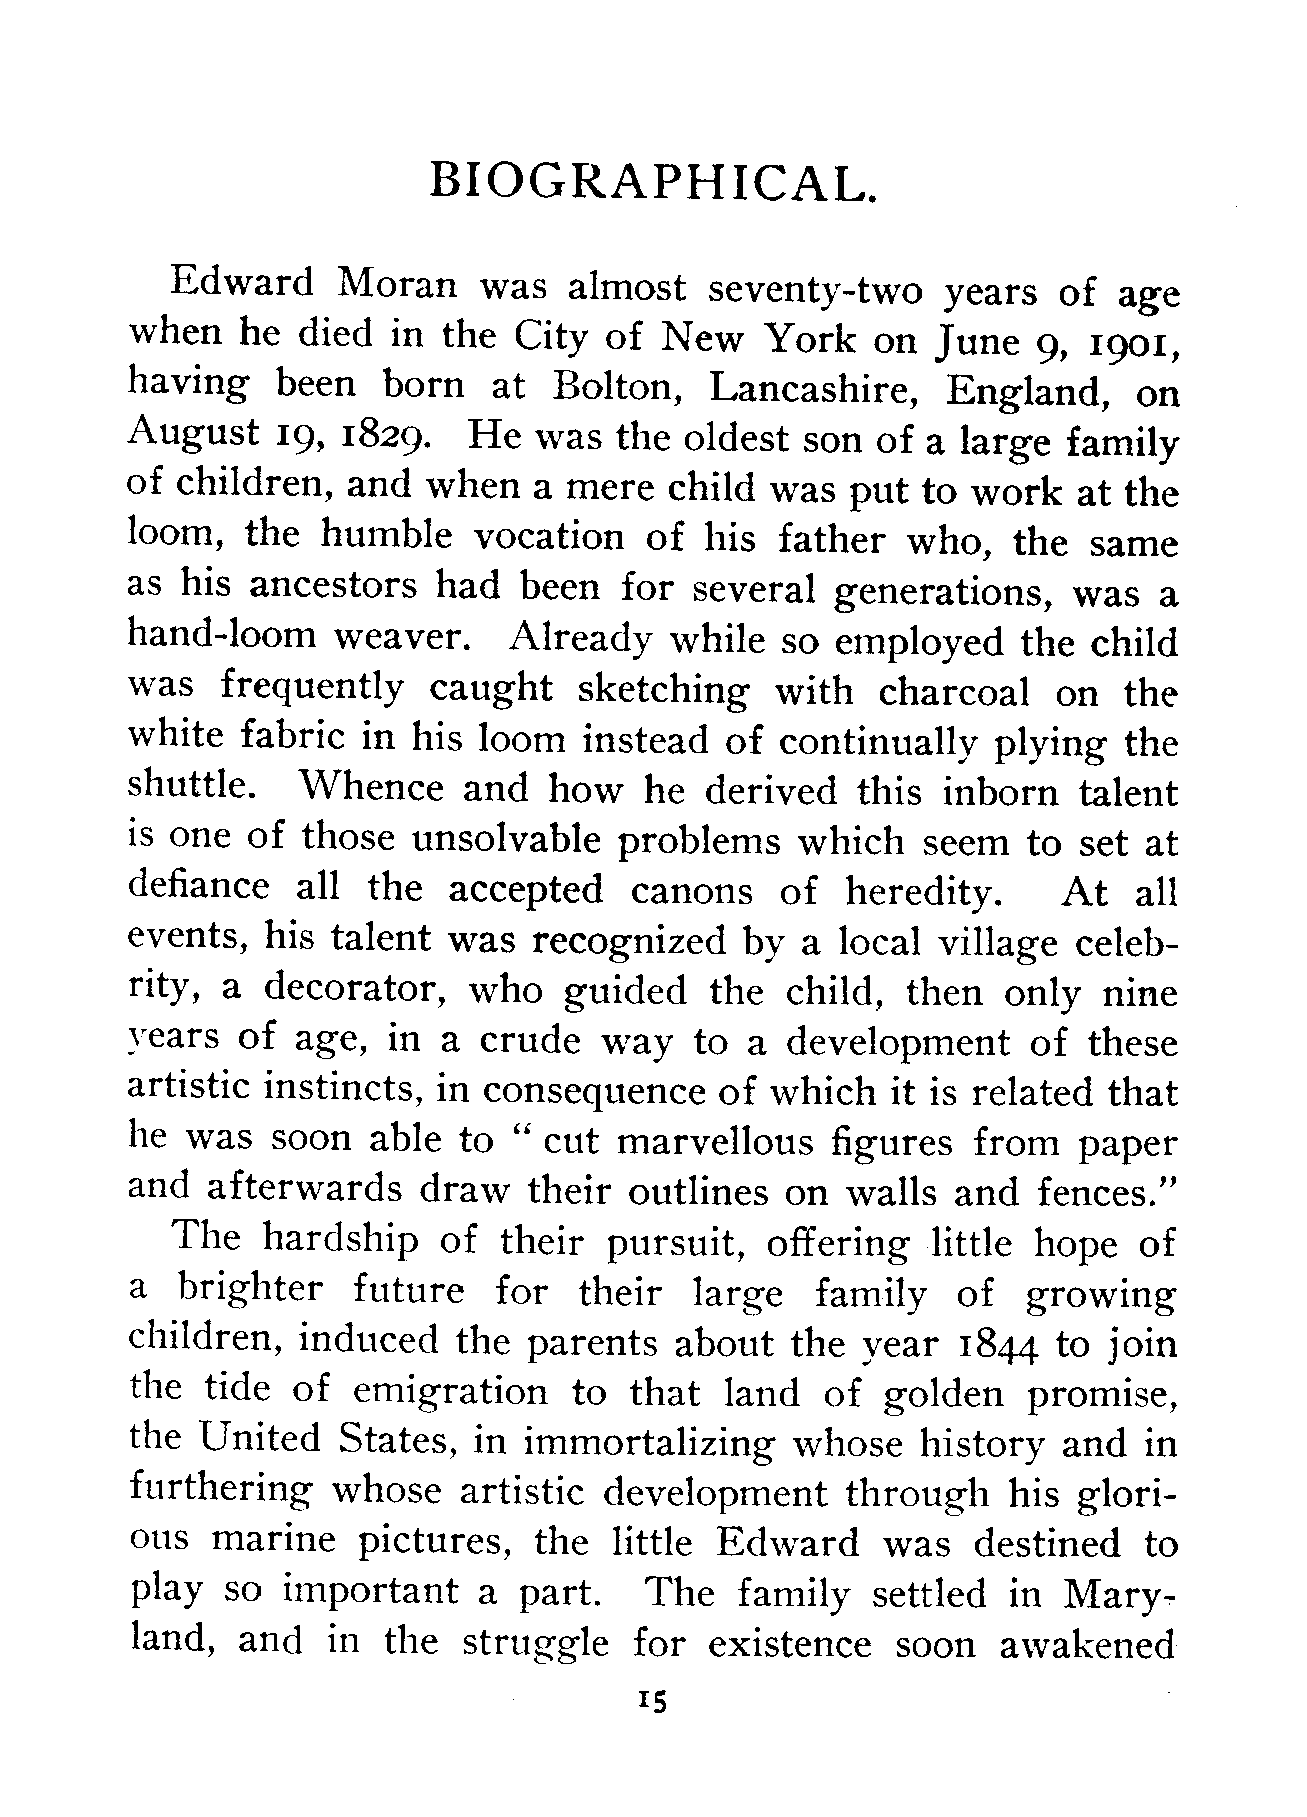 BIOGRAPHICAL.
Edward Moran was almost seventy-two years of age
when he died in the City of New York on June 9, 1901,
having been born at Bolton, Lancashire, England, on
August 19, 1829. He was the oldest son of a large family
of children, and when a mere child was put to work at the
loom, the humble vocation of his father who, the same
as his ancestors had been for several generations, was a
hand-loom weaver. Already while so employed the child
was frequently caught sketching with charcoal on the
white fabric in his loom instead of continually plying the
shuttle. Whence and how he derived this inborn talent
is one of those unsolvable problems which seem to set at
defiance all the accepted canons of heredity. At all
events, his talent was recognized by a local village celeb-
rity, a decorator, who guided the child, then only nine
years of age, in a crude way to a development of these
artistic instincts, in consequence of which it is related that
he was soon able to “ cut marvellous figures from paper
and afterwards draw their outlines on walls and fences.”
The hardship of their pursuit, offering little hope of
a brighter future for their large family of growing
children, induced the parents about the year 1844 to join
the tide of emigration to that land of golden promise,
the United States, in immortalizing whose history and in
furthering whose artistic development through his glori-
ous marine pictures, the little Edward was destined to
play so important a part. The family settled in Mary-
land, and in the struggle for existence soon awakened
15